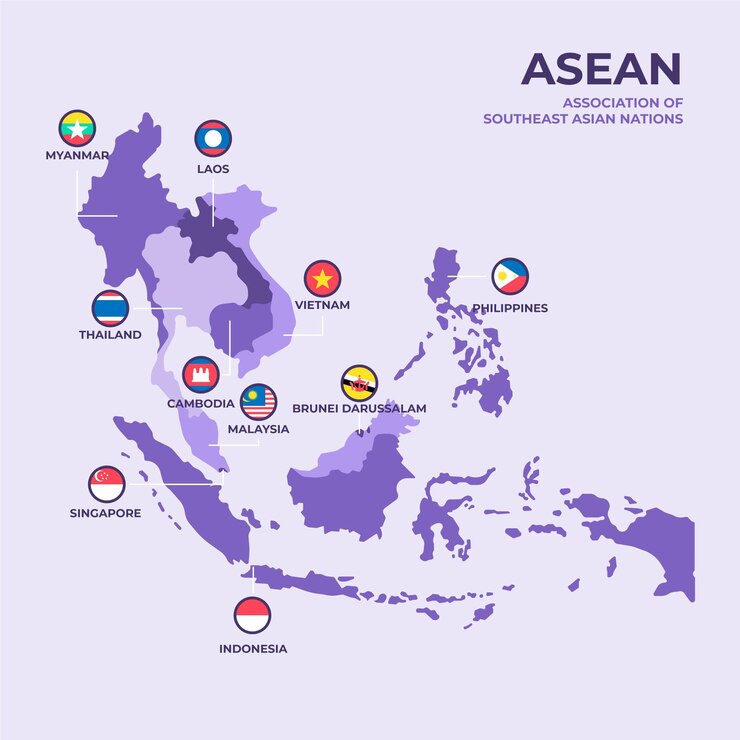 ASEAN
ASSOCIATION OF
SOUTHEAST ASIAN NATIONS
MYANMAR
LAOS
VIETNAM
PHILIPPINES
THAILAND
CAMBODIA
BRUNEI DARUSSALAM
MALAYSIA
SINGAPORE
INDONESIA